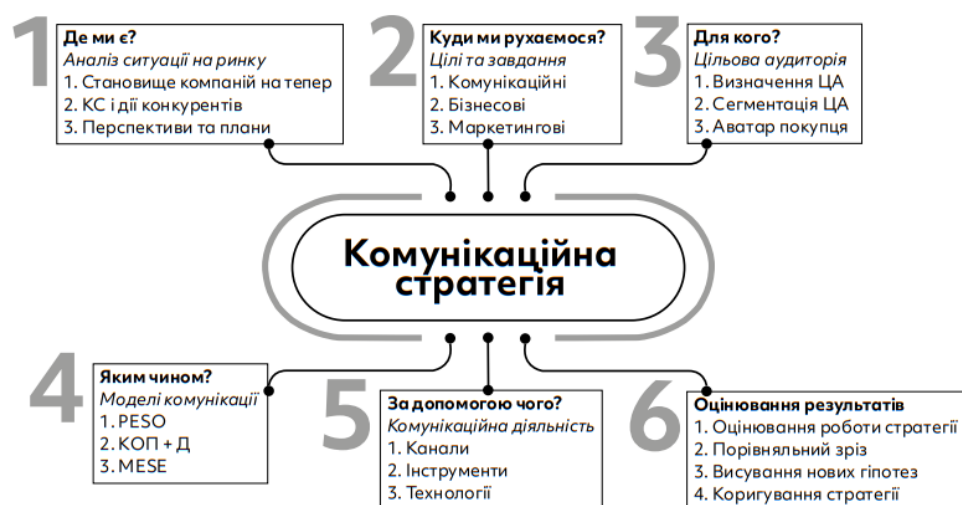 1
Де ми є?
Аналіз ситуації на ринку
1. Становище компаній на тепер
2. КС і дії конкурентів
3. Перспективи та плани
2
Куди ми рухаємося?
Цілі та завдання
1. Комунікаційні
2. Бізнесові
3. Маркетингові
3
Для кого?
Цільова аудиторія
1. Визначення ЦА
2. Сегментація ЦА
3. Аватар покупця
Комунікаційна
стратегія
4
Яким чином?
Моделі комунікації
1. PESO
2. КОП + Д
3. MESE
5
За допомогою чого?
Комунікаційна діяльність
1. Канали
2. Інструменти
3. Технології
6
Оцінювання результатів
1. Оцінювання роботи стратегії
2. Порівняльний зріз
3. Висування нових гіпотез
4. Коригування стратегії